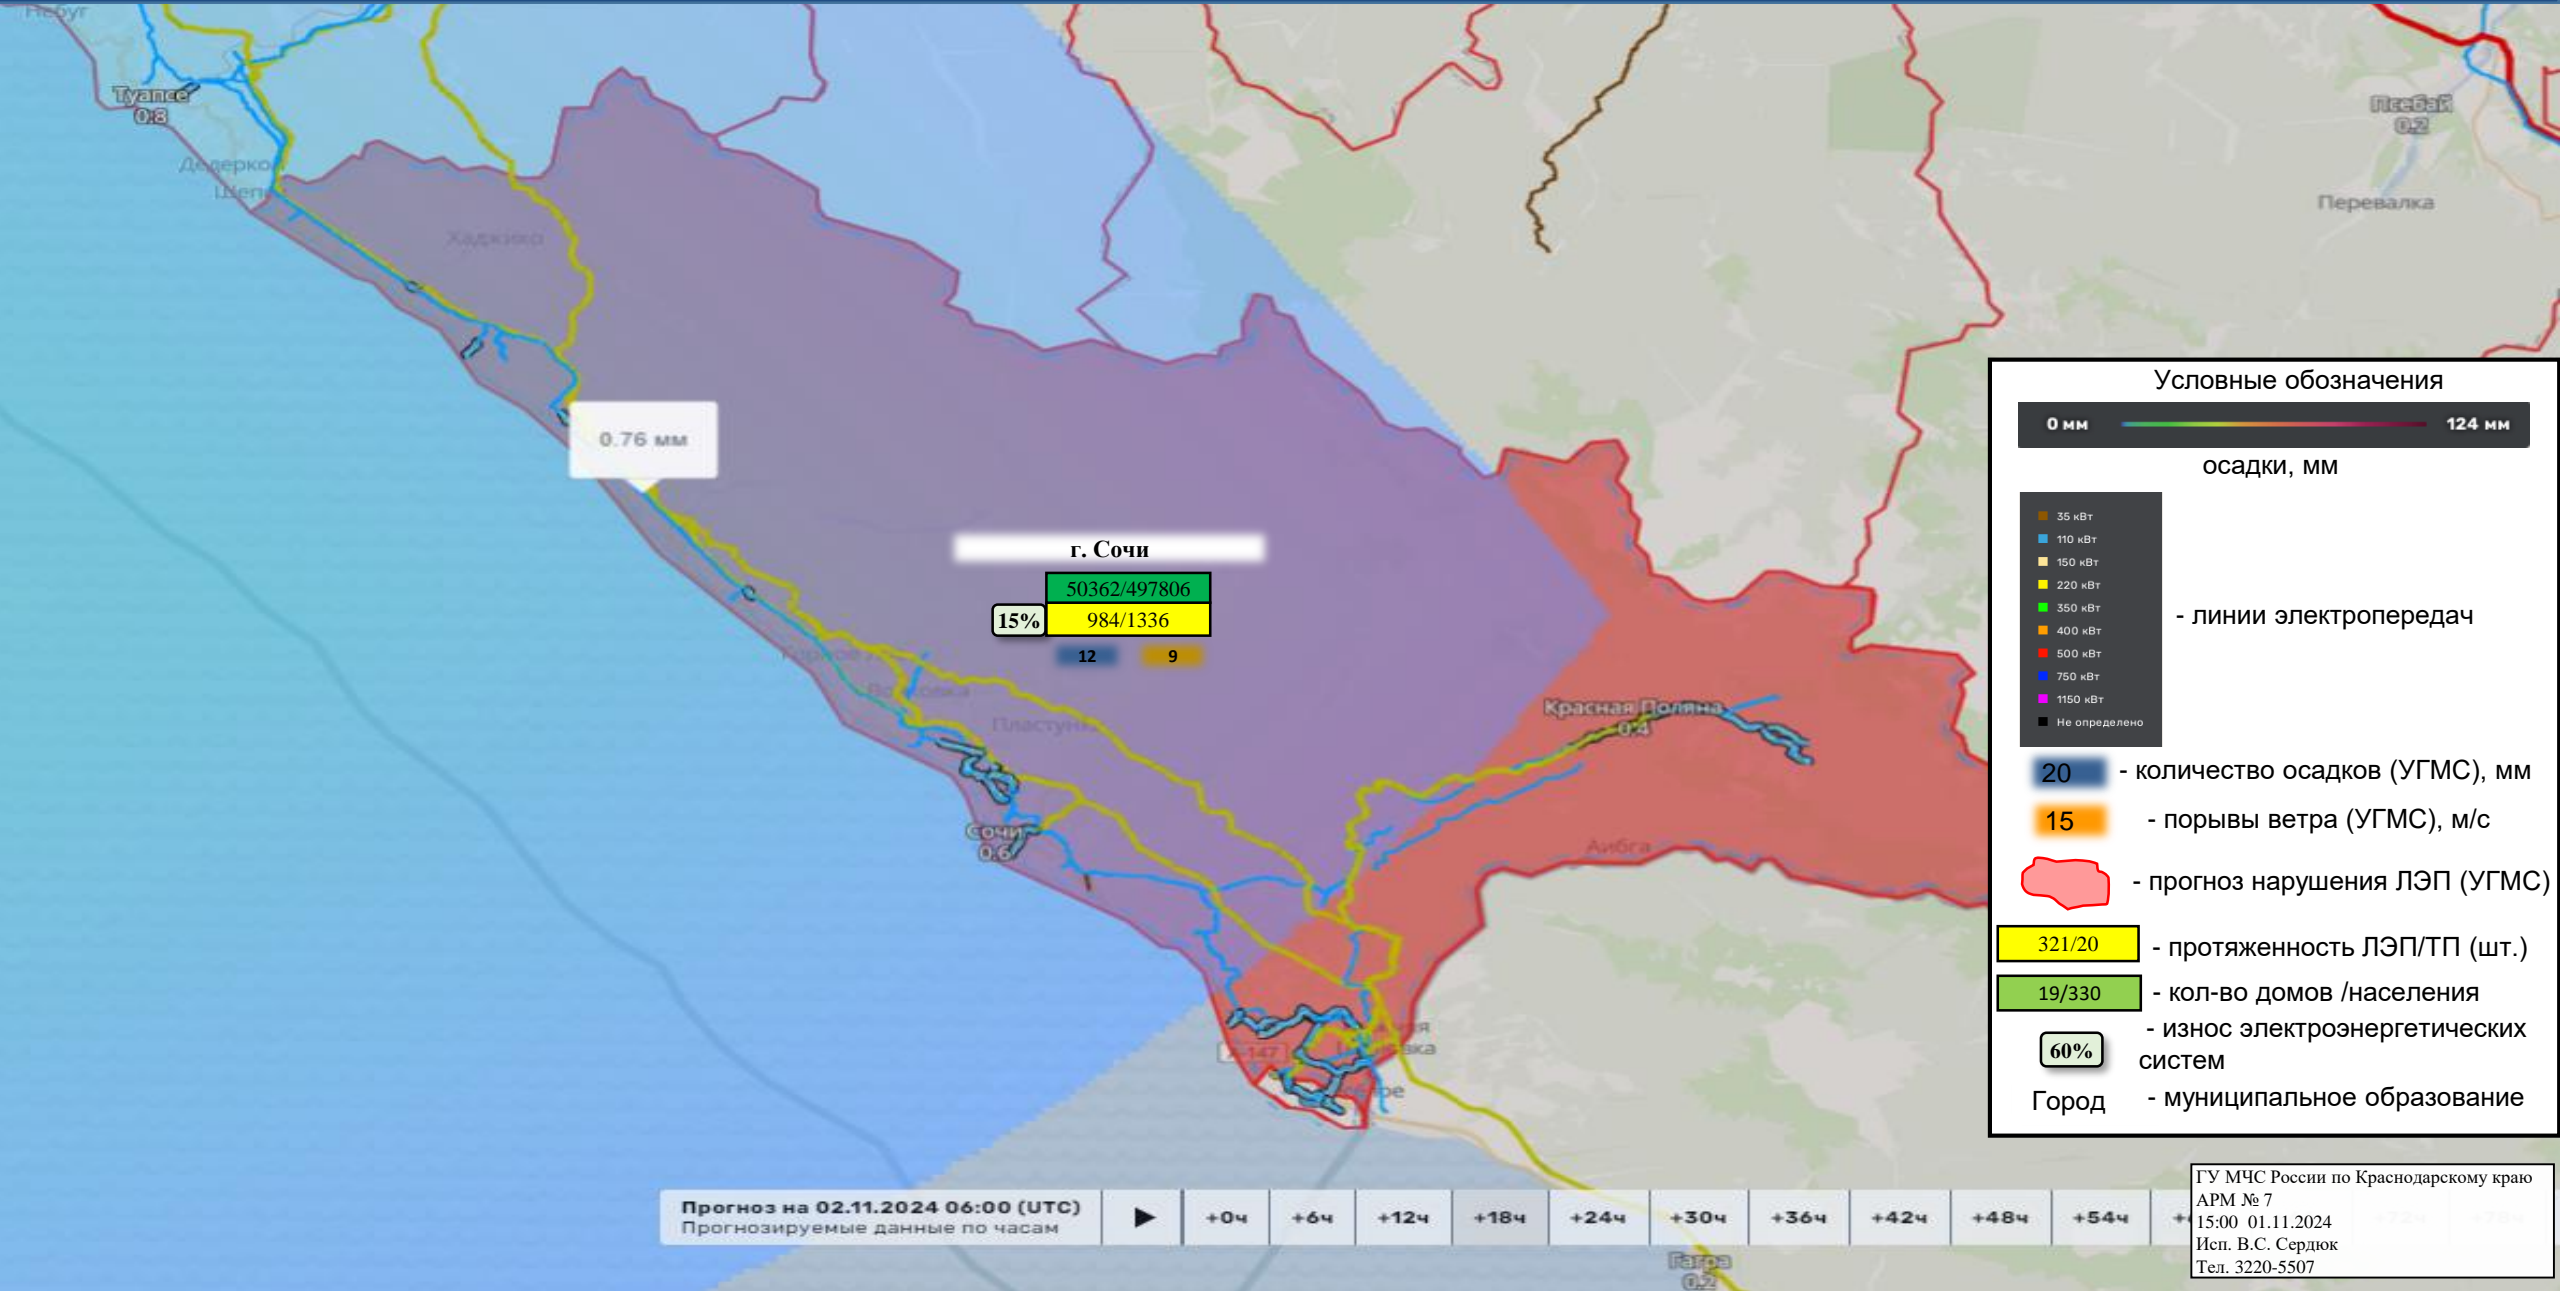 Небуг
Туапсе
0.8
Псебай
0.2
Перевалка
Хаджико
0.76 мм
г. Сочи
50362/497806
15%
984/1336
12
9
Пластунка
Красная Поляна
0.4
Сочи
0.6
Аибга
А-147
Гагра
0.2
Условные обозначения
0 мм
124 мм
осадки, мм
35 кВт
110 кВт
150 кВт
220 кВт
350 кВт
400 кВт
500 кВт
750 кВт
1150 кВт
Не определено
- линии электропередач
20 - количество осадков (УГМС), мм
15 - порывы ветра (УГМС), м/с
- прогноз нарушения ЛЭП (УГМС)
321/20 - протяженность ЛЭП/ТП (шт.)
19/330 - кол-во домов /населения
60% - износ электроэнергетических
систем
Город - муниципальное образование
Прогноз на 02.11.2024 06:00 (UTC)
Прогнозируемые данные по часам
+0ч +6ч +12ч +18ч +24ч +30ч +36ч +42ч +48ч +54ч
ГУ МЧС России по Краснодарскому краю
АРМ № 7
15:00 01.11.2024
Исп. В.С. Сердюк
Тел. 3220-5507